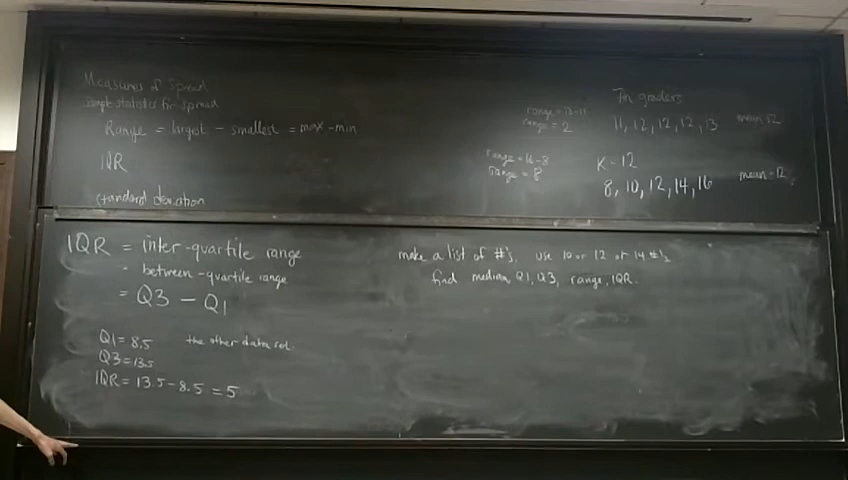 Measures of Spread
Simple statistics for spread
Range = largest - smallest = max - min
IQR
standard deviation
range = 13-11
range = 2
7th graders
11, 12, 12, 12, 13 mean 12
range = 16-8
range = 8
K-12
8, 10, 12, 14, 16 mean = 12
IQR = inter-quartile range
= between-quartile range
= Q3 - Q1
Q1 = 8.5 the other data set
Q3 = 13.5
IQR = 13.5 - 8.5 = 5
make a list of #'s, use 10 or 12 or 14 #'s
find median, Q1, Q3, range, IQR.